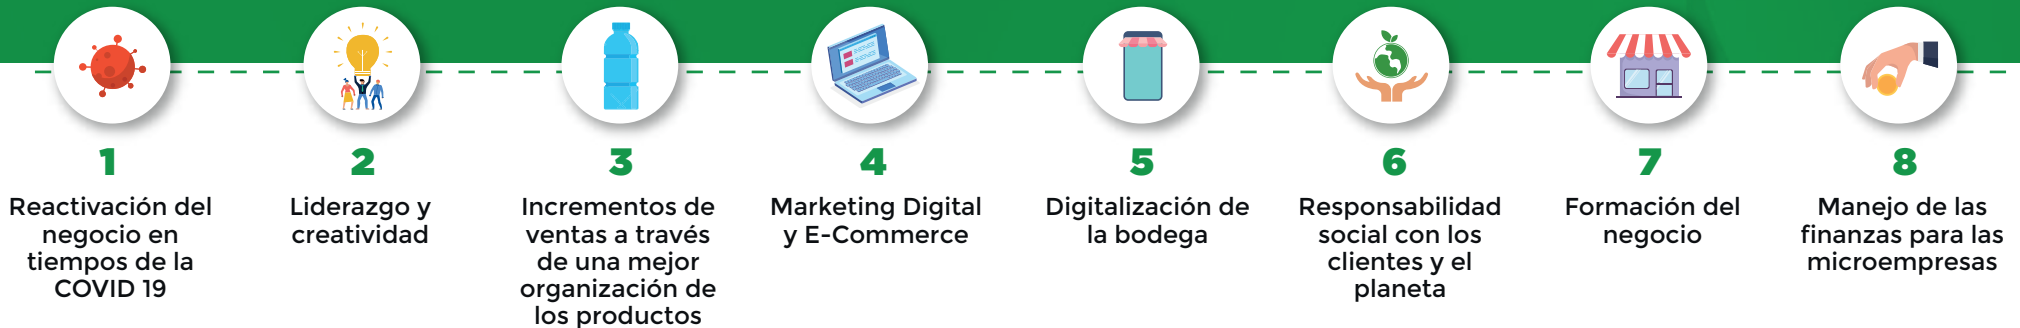 1
Reactivación del
negocio en
tiempos de la
COVID 19
2
Liderazgo y
creatividad
3
Incrementos de
ventas a través
de una mejor
organización de
los productos
4
Marketing Digital
y E-Commerce
5
Digitalización de
la bodega
6
Responsabilidad
social con los
clientes y el
planeta
7
Formación del
negocio
8
Manejo de las
finanzas para las
microempresas